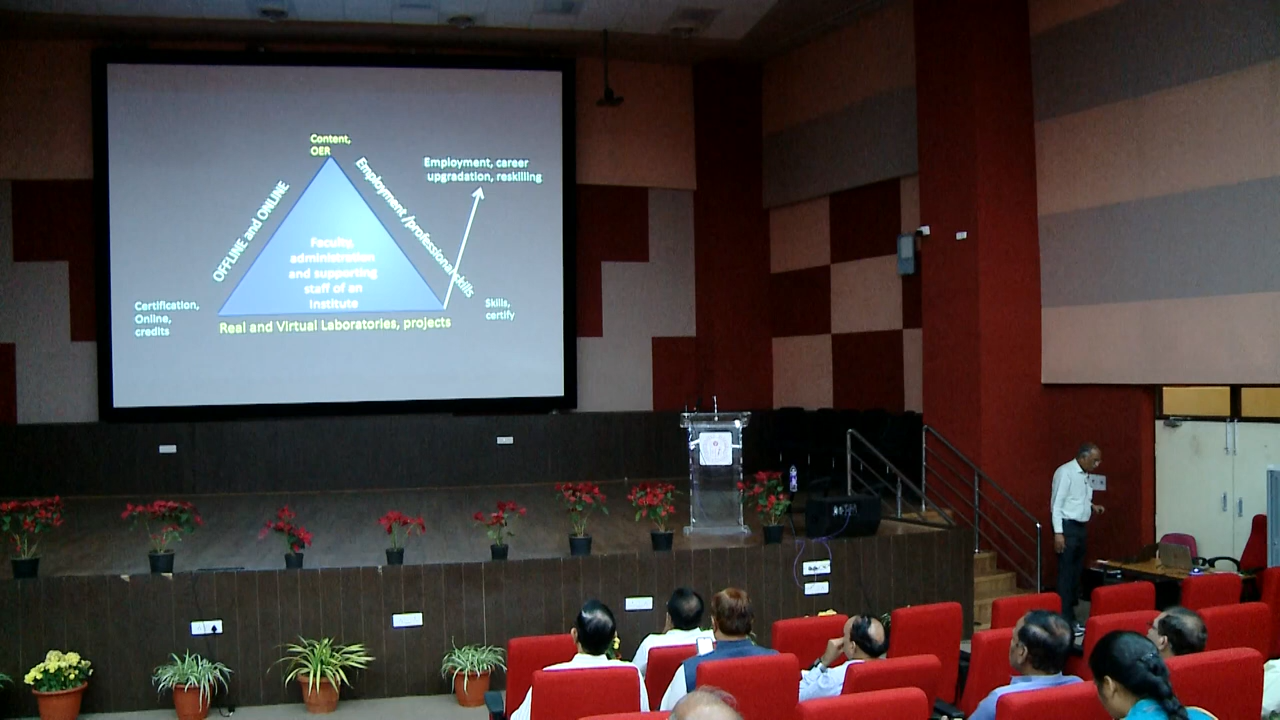 Content,
OER
Employment, career
upgradation, reskilling
OFFLINE and ONLINE
Employment /professional skills
Faculty,
administration
and supporting
staff of an
Institute
Certification,
Online,
credits
Skills,
certify
Real and Virtual Laboratories, projects